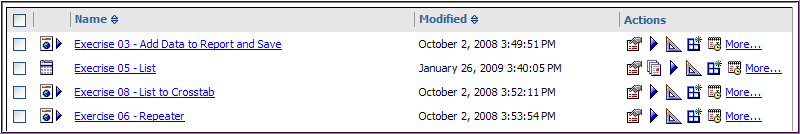 Name Modified Actions
Execrise 03 - Add Data to Report and Save October 2, 2008 3:49:51 PM More...
Exercise 05 - List January 26, 2009 3:40:05 PM More...
Exercise 08 - List to Crosstab October 2, 2008 3:52:11 PM More...
Exercise 06 - Repeater October 2, 2008 3:53:54 PM More...